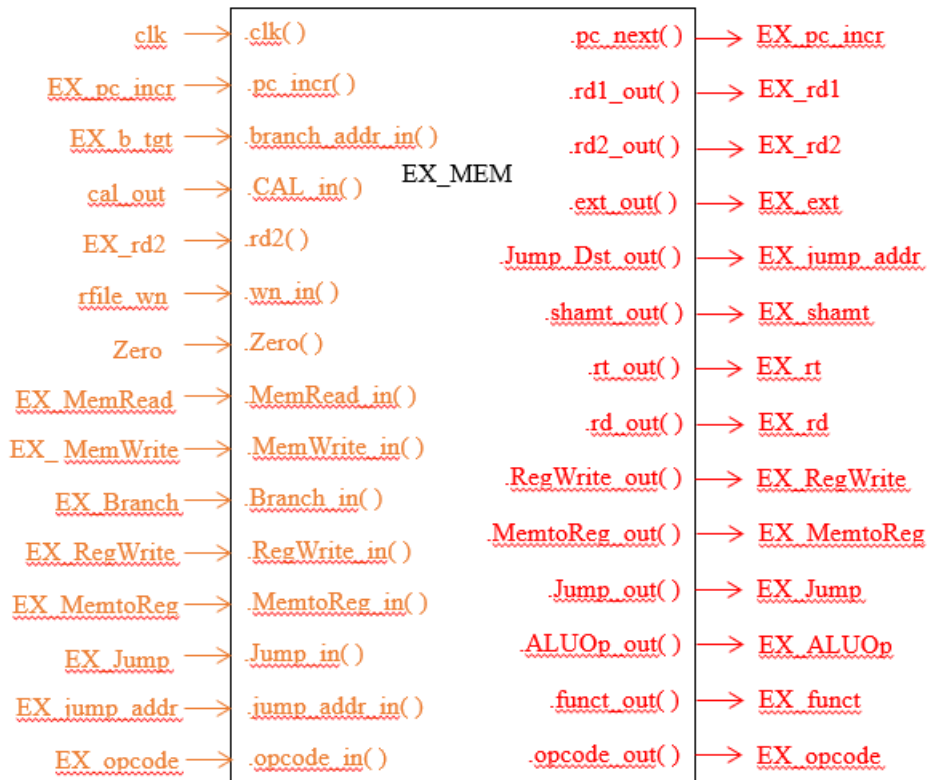 clk .clk() .pc_next() EX_pc_incr
EX_pc_incr .pc_incr() .rd1_out() EX_rd1
EX_b_tgt .branch_addr_in() .rd2_out() EX_rd2
EX_MEM
cal_out .CAL_in() .ext_out() EX_ext
EX_rd2 .rd2() .Jump_Dst_out() EX_jump_addr
rfile_wn .wn_in() .shamt_out() EX_shamt
Zero .Zero() .rt_out() EX_rt
EX_MemRead .MemRead_in() .rd_out() EX_rd
EX_ MemWrite .MemWrite_in() .RegWrite_out() EX_RegWrite
EX_Branch .Branch_in() .MemtoReg_out() EX_MemtoReg
EX_RegWrite .RegWrite_in() .Jump_out() EX_Jump
EX_MemtoReg .MemtoReg_in() .ALUOp_out() EX_ALUOp
EX_Jump .Jump_in() .funct_out() EX_funct
EX_jump_addr .jump_addr_in() .opcode_out() EX_opcode
EX_opcode .opcode_in()